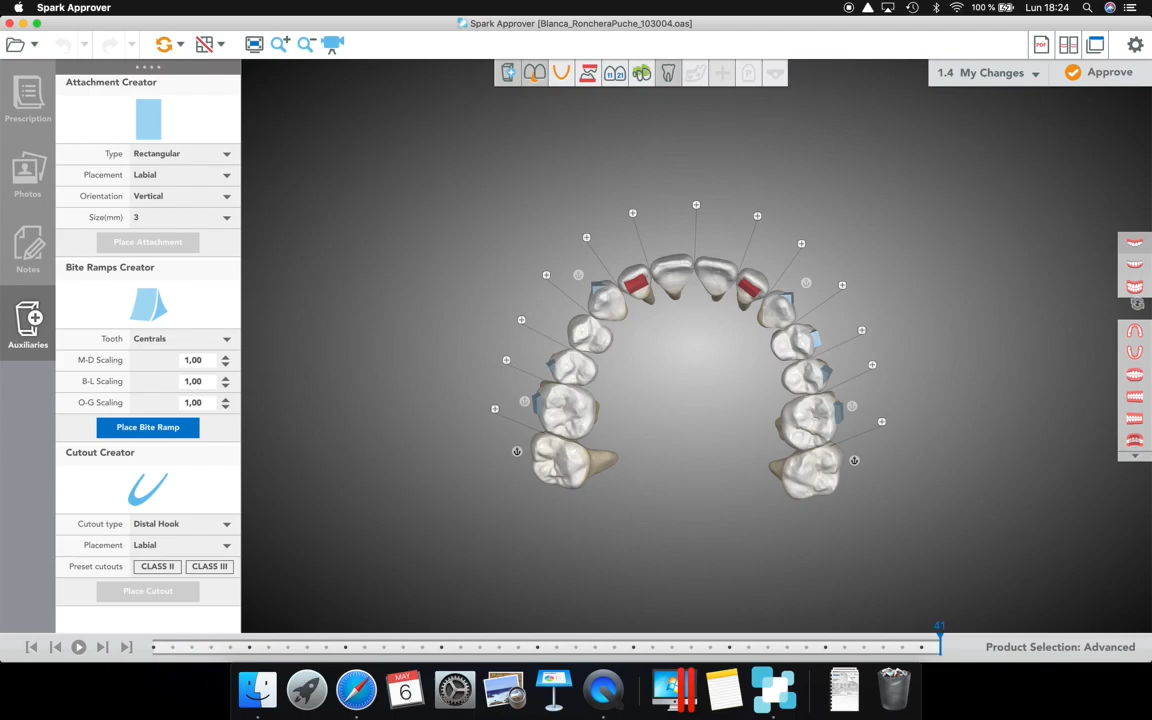 Spark Approver
100 %
Lun 18:24
Spark Approver [Blanca_RoncheraPuche_103004.oas]
PDF
11 21
P
1.4 My Changes
Approve
Prescription
Photos
Notes
Auxiliaries
Attachment Creator
Type Rectangular
Placement Labial
Orientation Vertical
Size(mm) 3
Place Attachment
Bite Ramps Creator
Tooth Centrals
M-D Scaling 1,00
B-L Scaling 1,00
O-G Scaling 1,00
Place Bite Ramp
Cutout Creator
Cutout type Distal Hook
Placement Labial
Preset cutouts CLASS II CLASS III
Place Cutout
41
Product Selection: Advanced
MAY
6